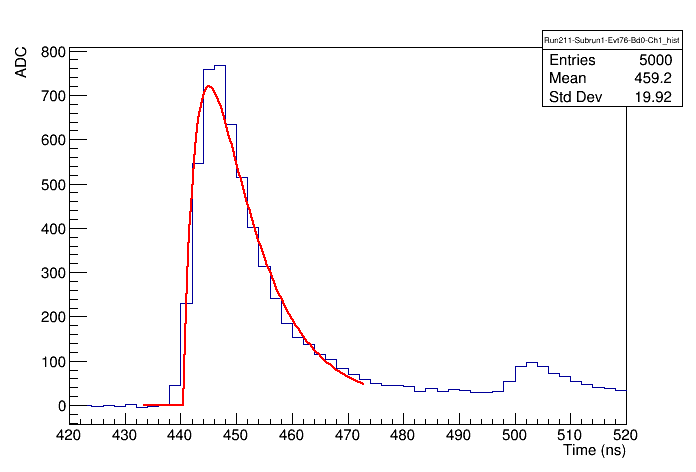 Run211-Subrun1-Evt76-Bd0-Ch1_hist
Entries 5000
Mean 459.2
Std Dev 19.92
ADC
800
700
600
500
400
300
200
100
0
420 430 440 450 460 470 480 490 500 510 520
Time (ns)